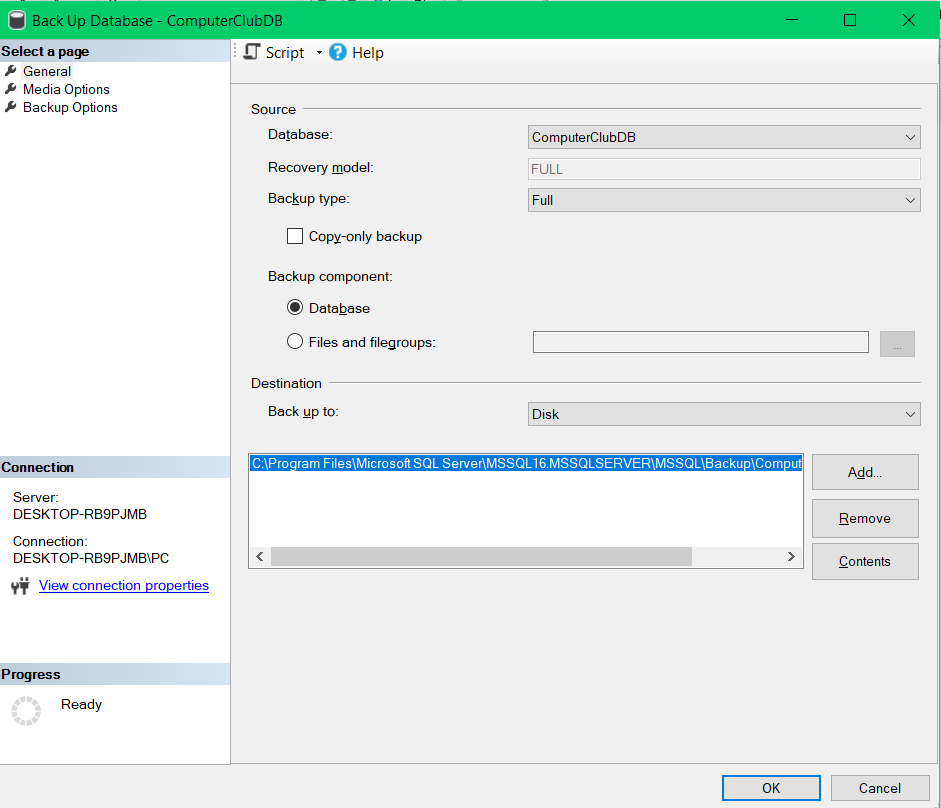 Back Up Database - ComputerClubDB
Select a page
General
Media Options
Backup Options
Script
Help
Source
Database:
ComputerClubDB
Recovery model:
FULL
Backup type:
Full
Copy-only backup
Backup component:
Database
Files and filegroups:
...
Destination
Back up to:
Disk
C:\Program Files\Microsoft SQL Server\MSSQL16.MSSQLSERVER\MSSQL\Backup\Comput
Add...
Remove
Contents
Connection
Server:
DESKTOP-RB9PJMB
Connection:
DESKTOP-RB9PJMB\PC
View connection properties
Progress
Ready
OK
Cancel